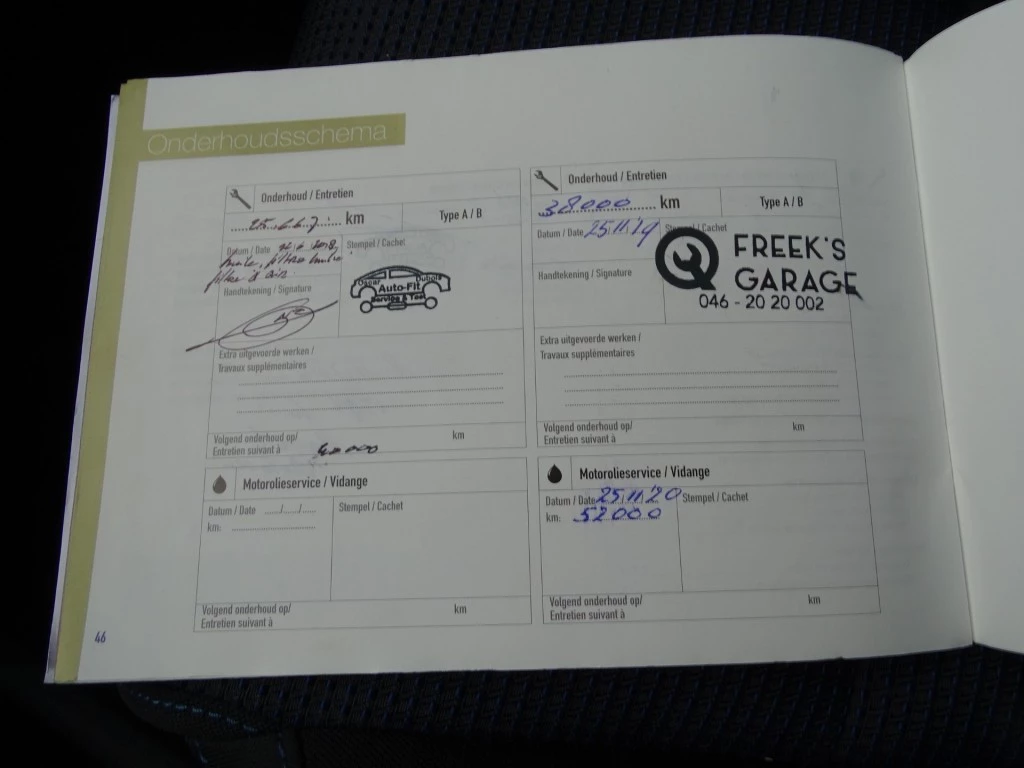 Onderhoudsschema
Onderhoud / Entretien
km
Type A / B
Datum / Date
Stempel / Cachet
Oscar Dubois
Auto-Fit
Service & Test
Handtekening / Signature
Extra uitgevoerde werken /
Travaux supplémentaires
Volgend onderhoud op/ km
Entretien suivant à
Motorolieservice / Vidange
Datum / Date ..../..../.... Stempel / Cachet
km:
Volgend onderhoud op/ km
Entretien suivant à
Onderhoud / Entretien
38000 km
Type A / B
Datum / Date 25.11.19 Stempel / Cachet
FREEK'S
GARAGE
046 - 20 20 002
Handtekening / Signature
Extra uitgevoerde werken /
Travaux supplémentaires
Volgend onderhoud op/ km
Entretien suivant à
Motorolieservice / Vidange
Datum / Date 25.11.20 Stempel / Cachet
km: 52000
Volgend onderhoud op/ km
Entretien suivant à
46